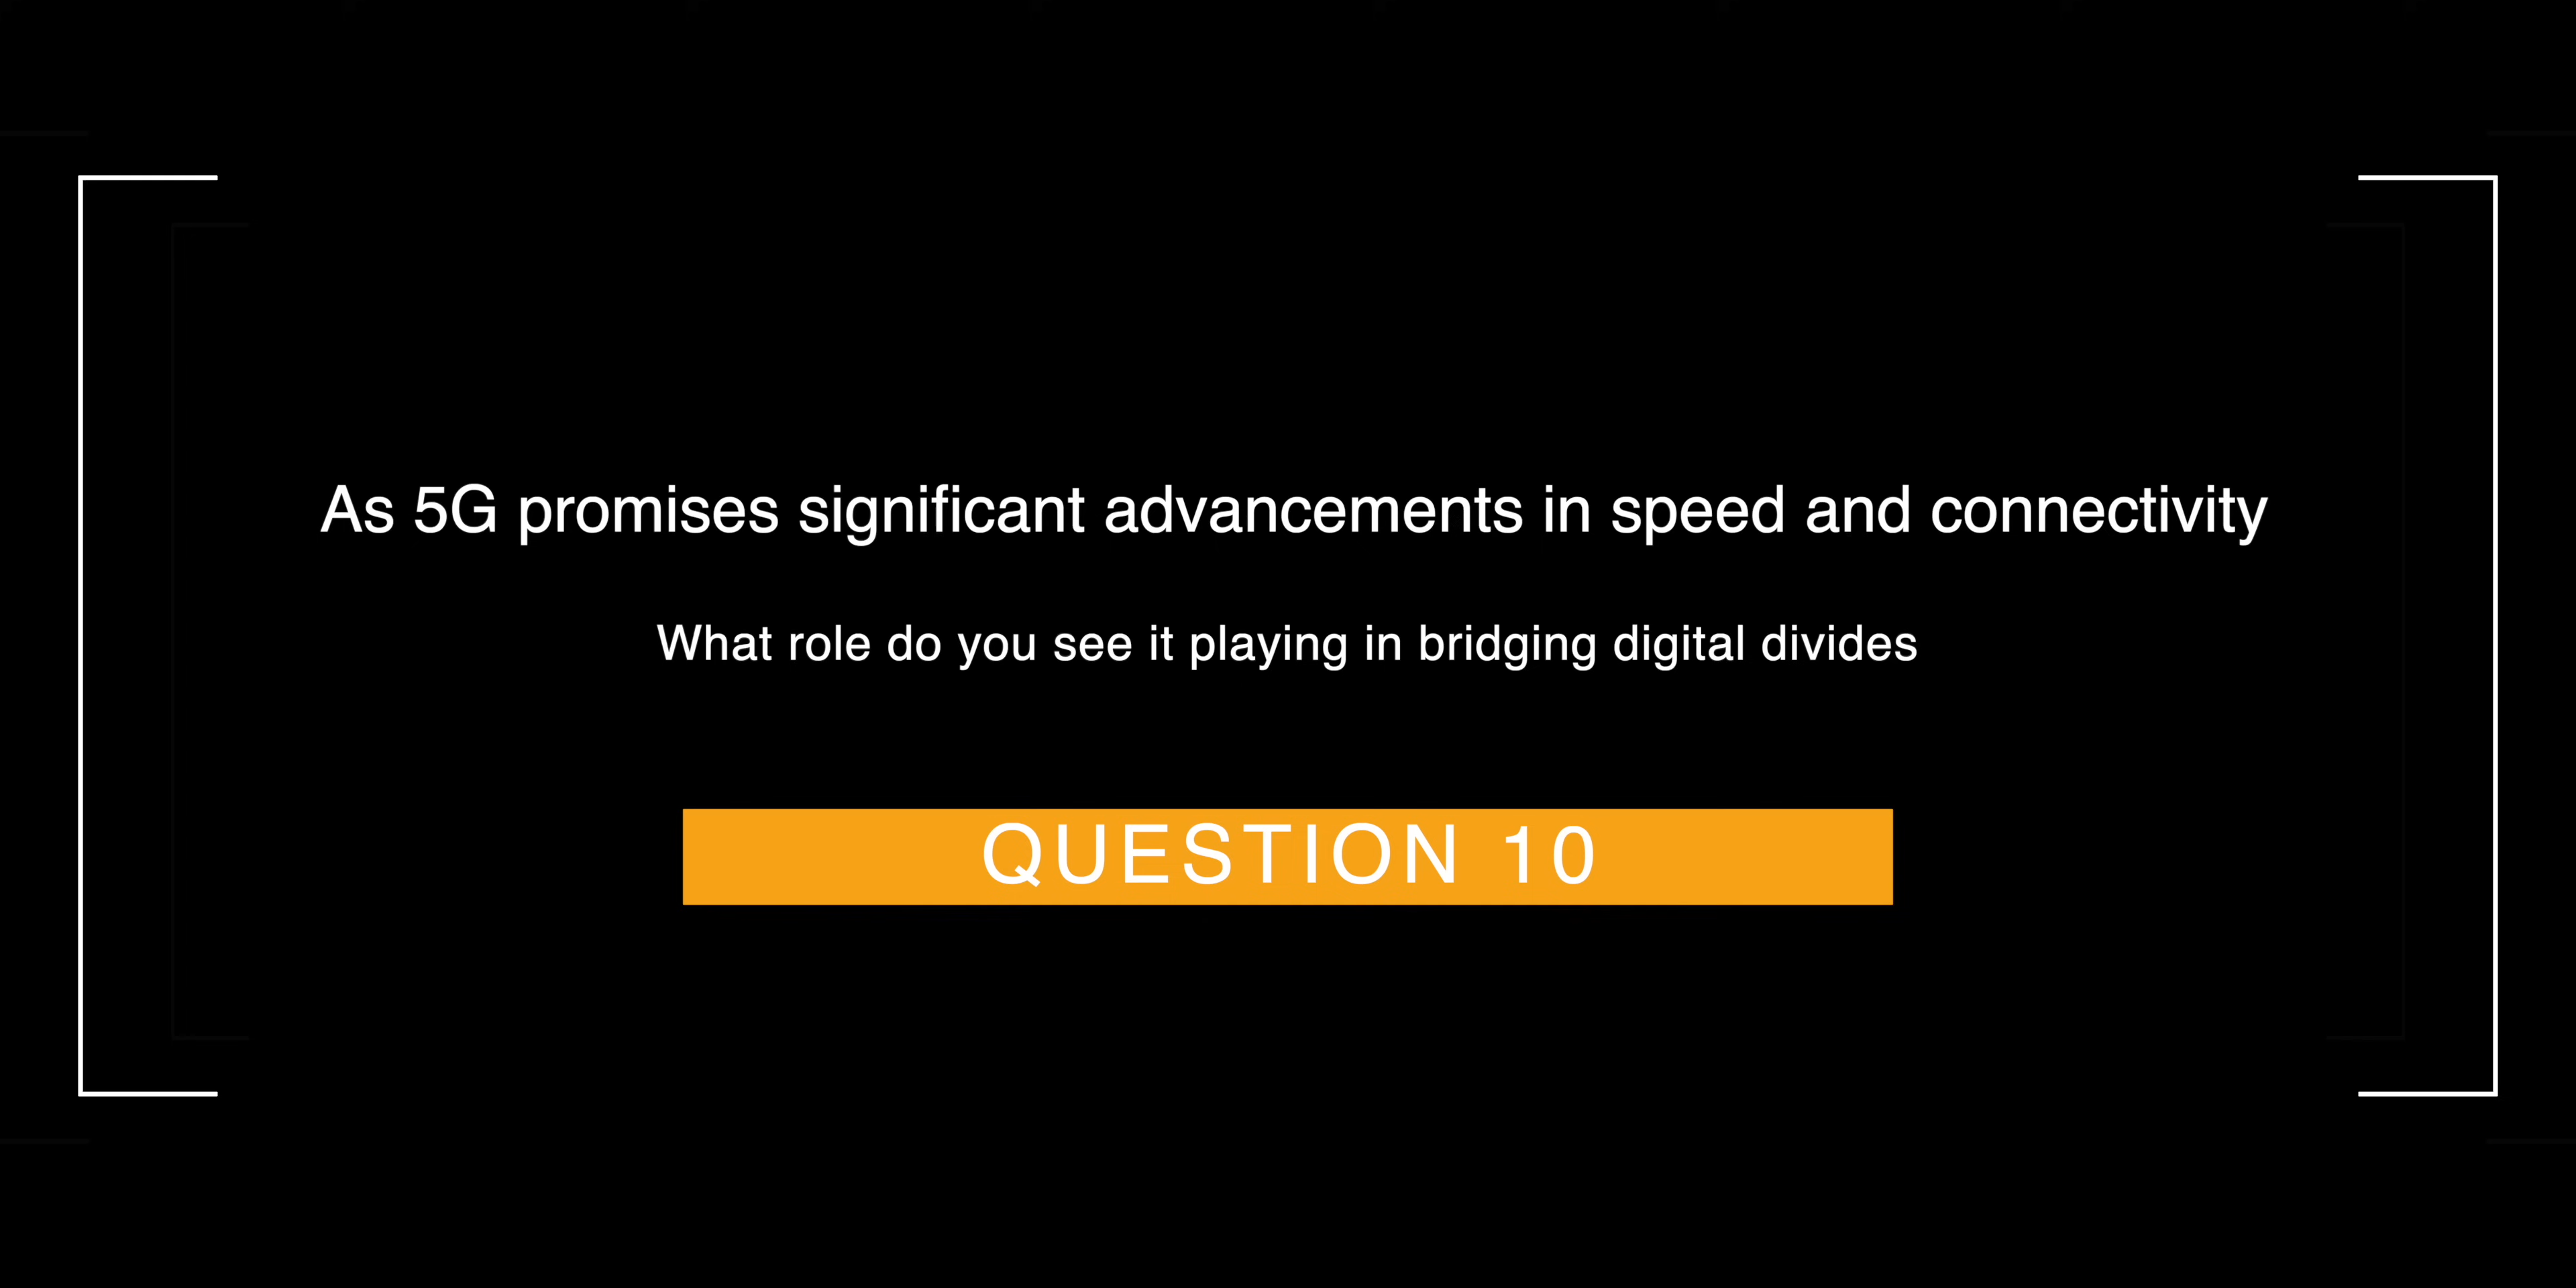 As 5G promises significant advancements in speed and connectivity
What role do you see it playing in bridging digital divides
QUESTION 10